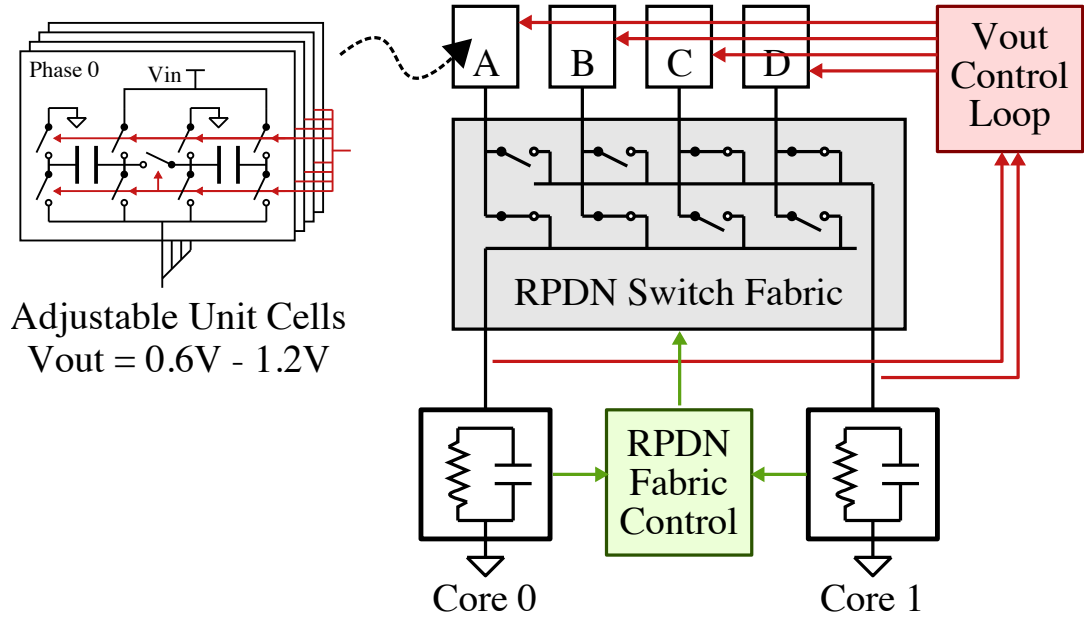 Phase 0
Vin
Adjustable Unit Cells
Vout = 0.6V - 1.2V
A
B
C
D
Vout
Control
Loop
RPDN Switch Fabric
RPDN
Fabric
Control
Core 0
Core 1